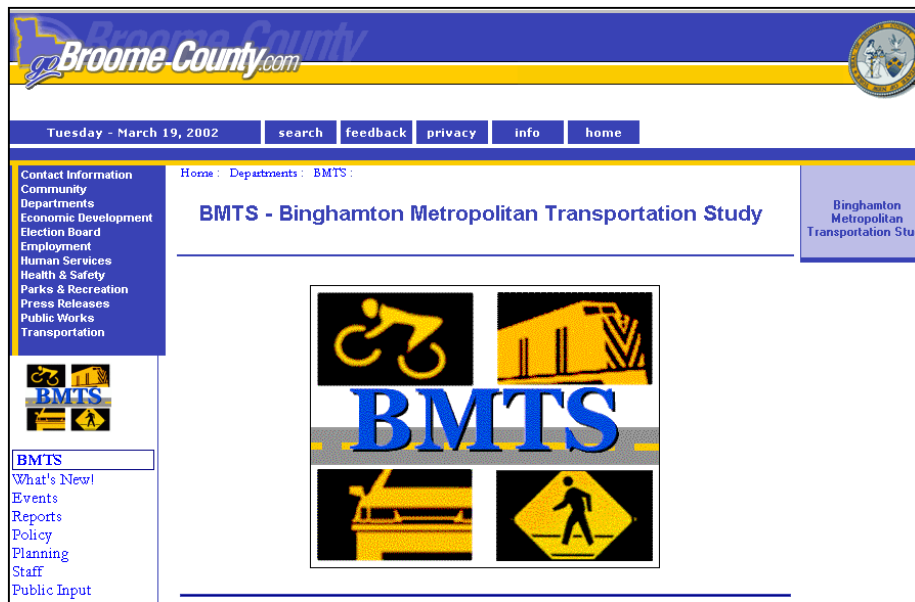 goBroome County.com
Tuesday - March 19, 2002
search
feedback
privacy
info
home
Contact Information
Community
Departments
Economic Development
Election Board
Employment
Human Services
Health & Safety
Parks & Recreation
Press Releases
Public Works
Transportation
Home : Departments : BMTS :
BMTS - Binghamton Metropolitan Transportation Study
Binghamton
Metropolitan
Transportation Stu
BMTS
BMTS
BMTS
What's New!
Events
Reports
Policy
Planning
Staff
Public Input